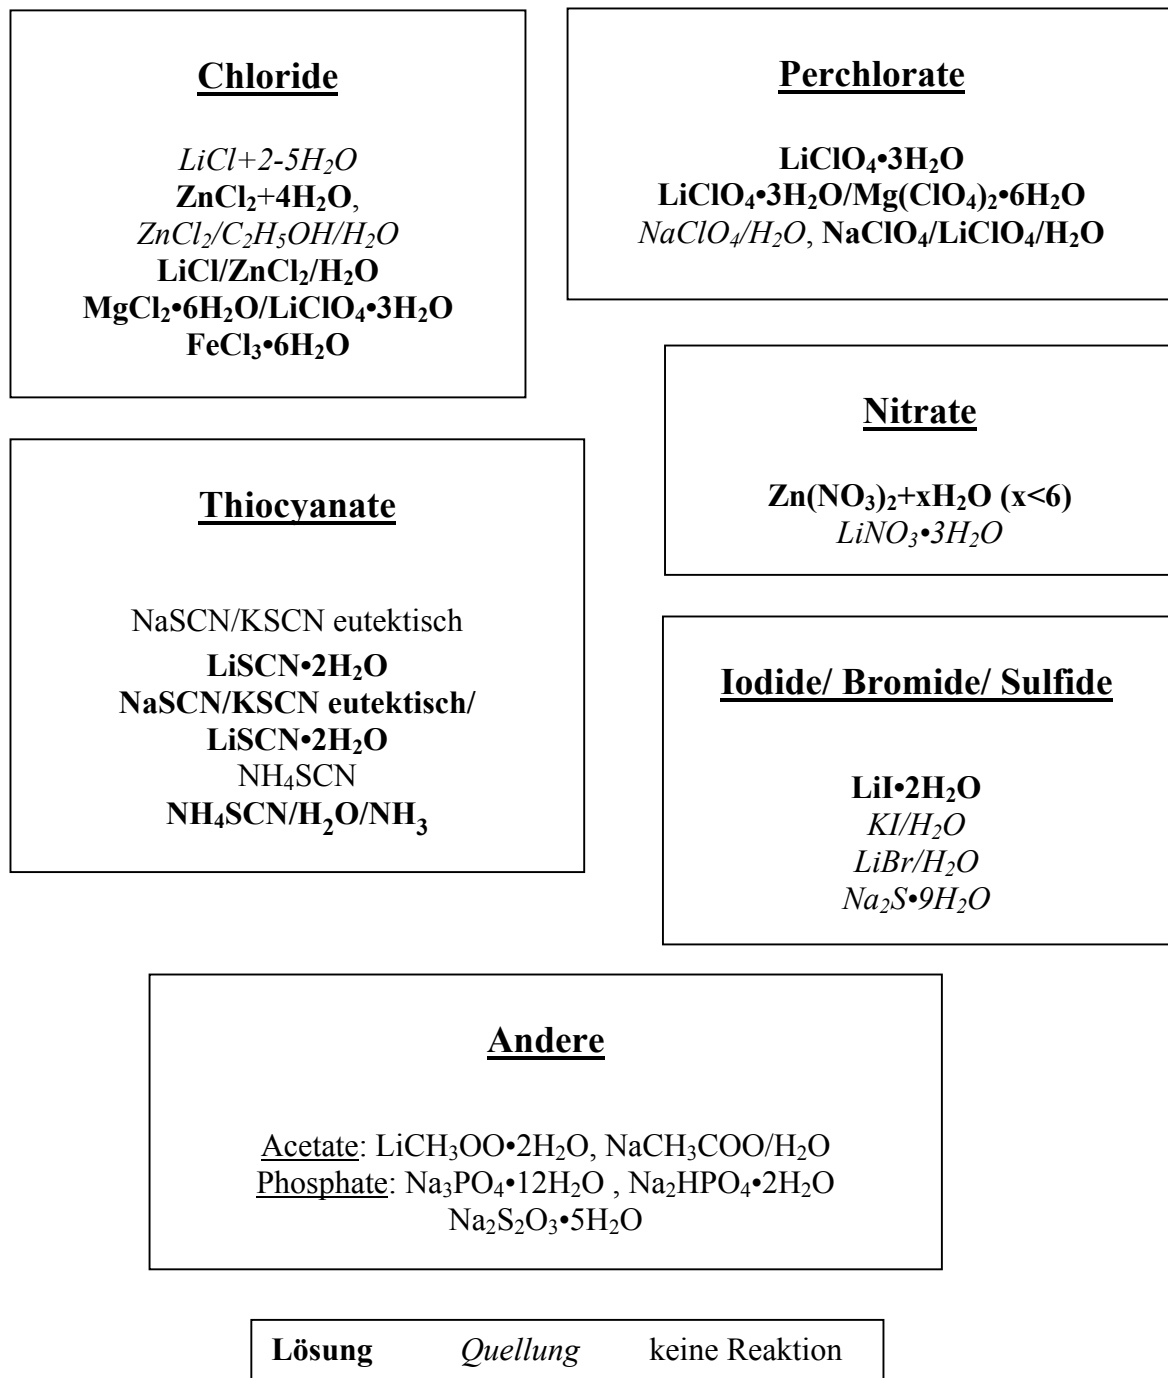 Chloride
LiCl+2-5H₂O
ZnCl₂+4H₂O,
ZnCl₂/C₂H₅OH/H₂O
LiCl/ZnCl₂/H₂O
MgCl₂•6H₂O/LiClO₄•3H₂O
FeCl₃•6H₂O
Perchlorate
LiClO₄•3H₂O
LiClO₄•3H₂O/Mg(ClO₄)₂•6H₂O
NaClO₄/H₂O, NaClO₄/LiClO₄/H₂O
Nitrate
Zn(NO₃)₂+xH₂O (x<6)
LiNO₃•3H₂O
Thiocyanate
NaSCN/KSCN eutektisch
LiSCN•2H₂O
NaSCN/KSCN eutektisch/
LiSCN•2H₂O
NH₄SCN
NH₄SCN/H₂O/NH₃
Iodide/ Bromide/ Sulfide
LiI•2H₂O
KI/H₂O
LiBr/H₂O
Na₂S•9H₂O
Andere
Acetate: LiCH₃OO•2H₂O, NaCH₃COO/H₂O
Phosphate: Na₃PO₄•12H₂O , Na₂HPO₄•2H₂O
Na₂S₂O₃•5H₂O
Lösung Quellung keine Reaktion